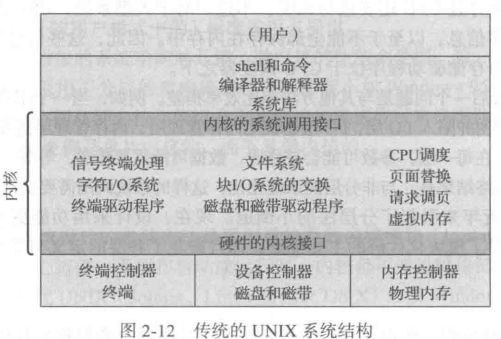 (用户)
shell和命令
编译器和解释器
系统库
内核的系统调用接口
内核
信号终端处理
字符I/O系统
终端驱动程序
文件系统
块I/O系统的交换
磁盘和磁带驱动程序
CPU调度
页面替换
请求调页
虚拟内存
硬件的内核接口
终端控制器
终端
设备控制器
磁盘和磁带
内存控制器
物理内存
图 2-12 传统的 UNIX 系统结构